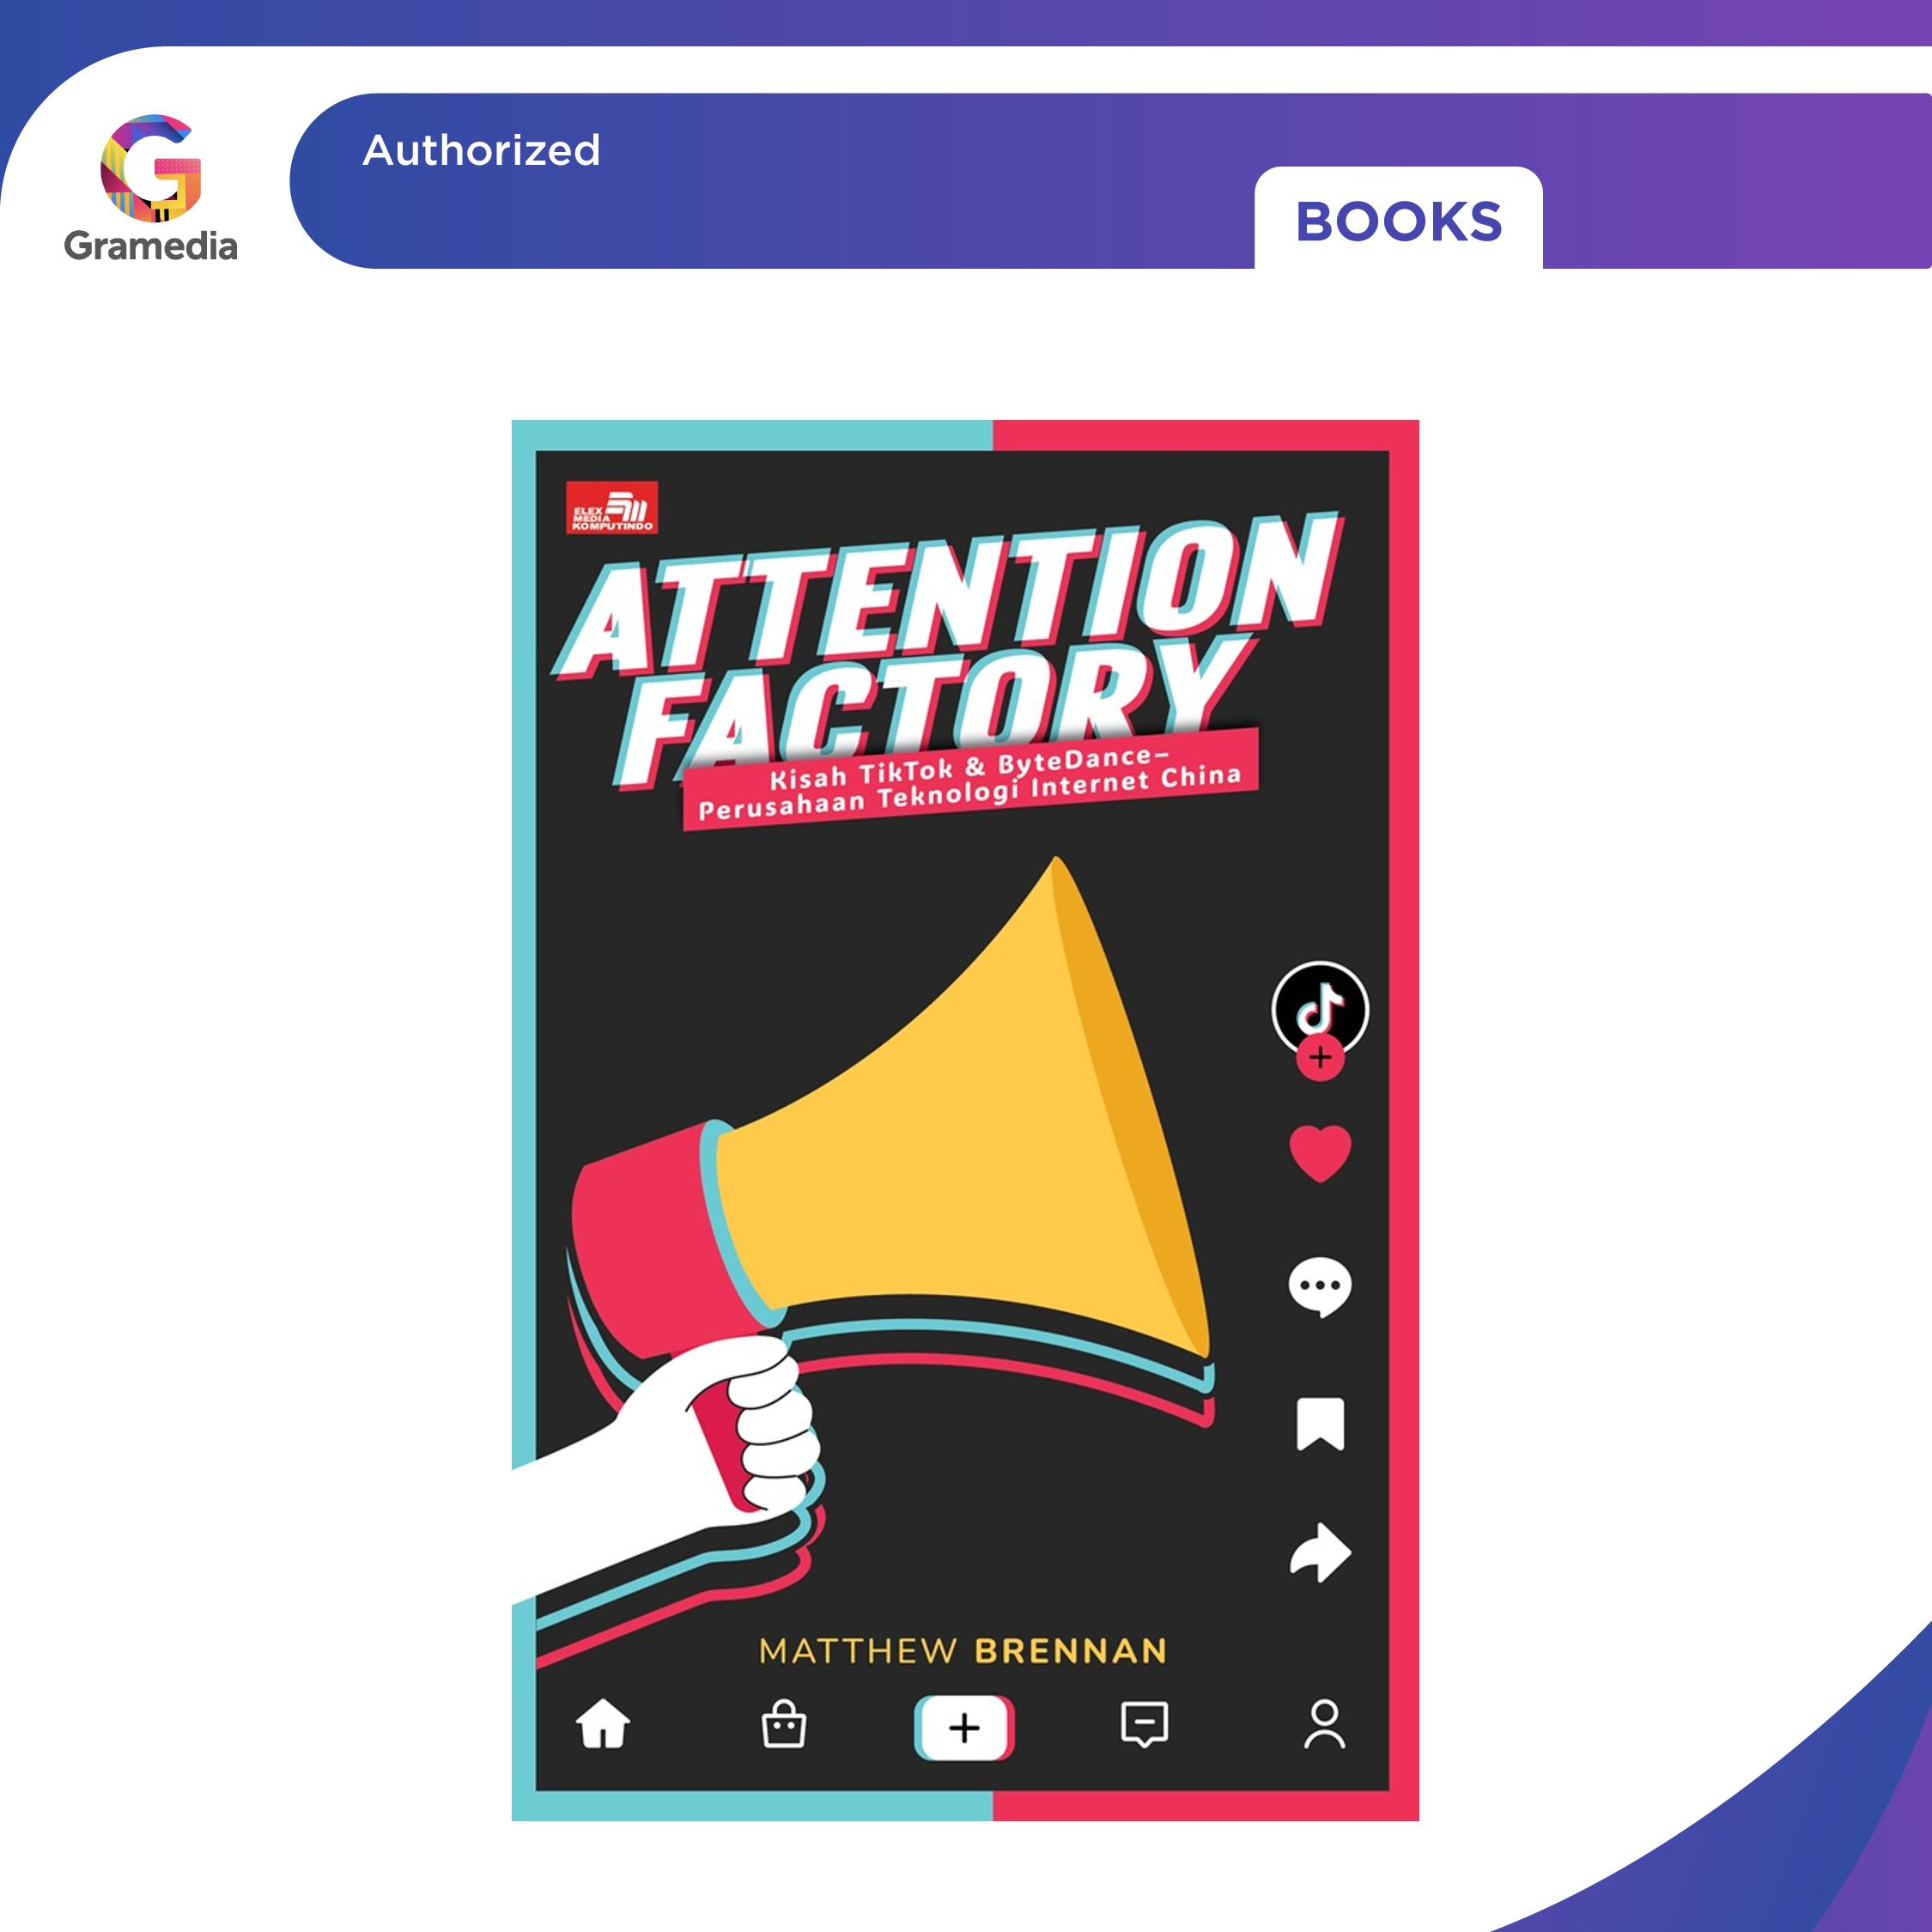 Gramedia
Authorized
BOOKS
ELEX
MEDIA
KOMPUTINDO
ATTENTION
FACTORY
Kisah TikTok & ByteDance–
Perusahaan Teknologi Internet China
MATTHEW BRENNAN